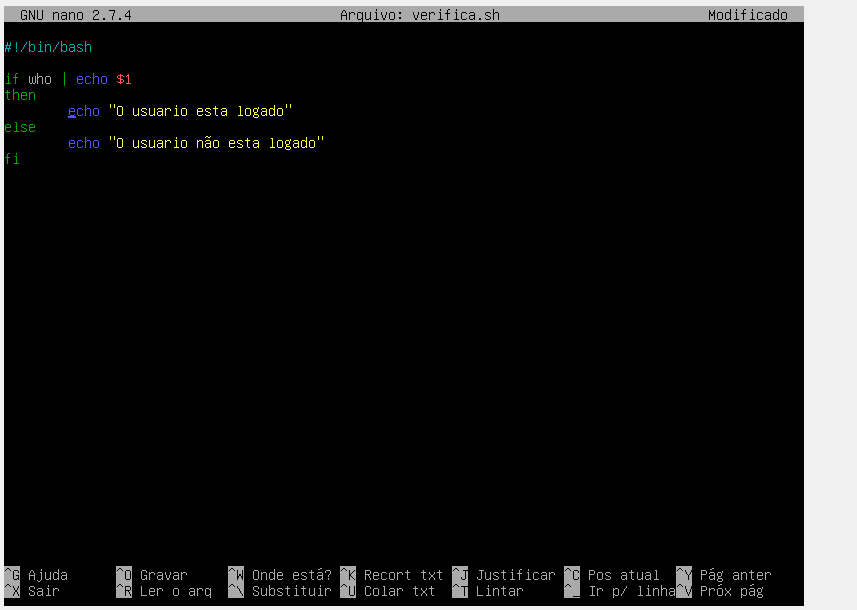 GNU nano 2.7.4 Arquivo: verifica.sh Modificado
#!/bin/bash
if who | echo $1
then
echo "O usuario esta logado"
else
echo "O usuario não esta logado"
fi
^G Ajuda ^O Gravar ^W Onde está? ^K Recort txt ^J Justificar ^C Pos atual ^Y Pág anter
^X Sair ^R Ler o arq ^\ Substituir ^U Colar txt ^T Lintar ^_ Ir p/ linha ^V Próx pág